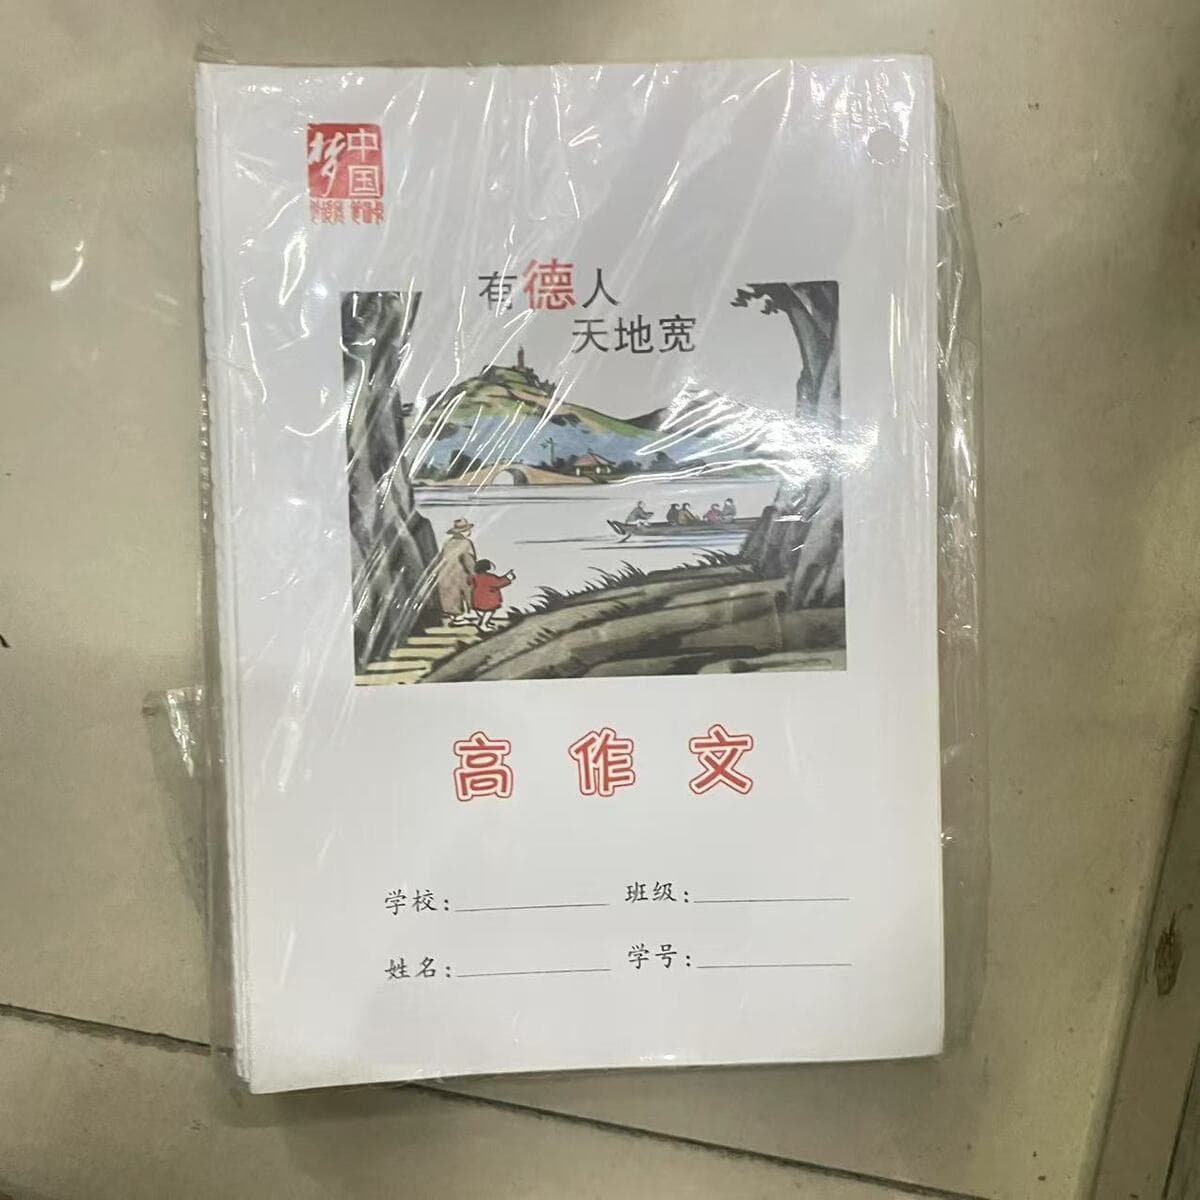 中国
梦
有德人
天地宽
高作文
学校： 班级：
姓名： 学号：